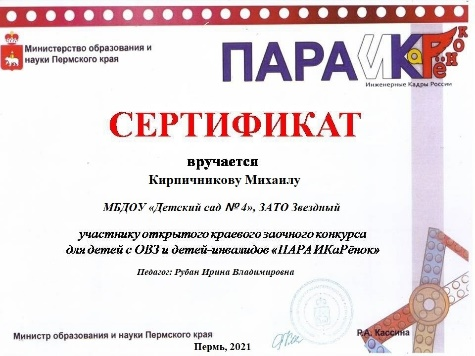 Министерство образования и
науки Пермского края
ПАРАИКаРёнок
Инженерные Кадры России
СЕРТИФИКАТ
вручается
Кирпичникову Михаилу
МБДОУ «Детский сад № 4», ЗАТО Звездный
участнику открытого краевого заочного конкурса
для детей с ОВЗ и детей-инвалидов «ПАРАИКаРёнок»
Педагог: Рубан Ирина Владимировна
Министр образования и науки Пермского края
Р.А. Кассина
Пермь, 2021